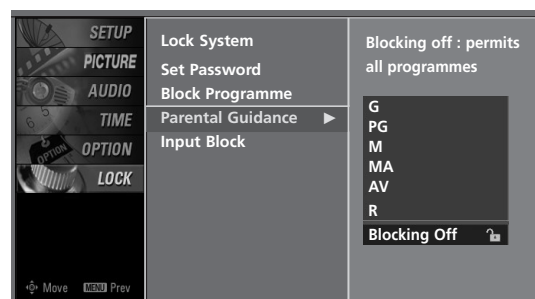 SETUP
PICTURE
AUDIO
TIME
OPTION
LOCK
Move MENU Prev
Lock System
Set Password
Block Programme
Parental Guidance ▶
Input Block
Blocking off : permits
all programmes
G
PG
M
MA
AV
R
Blocking Off